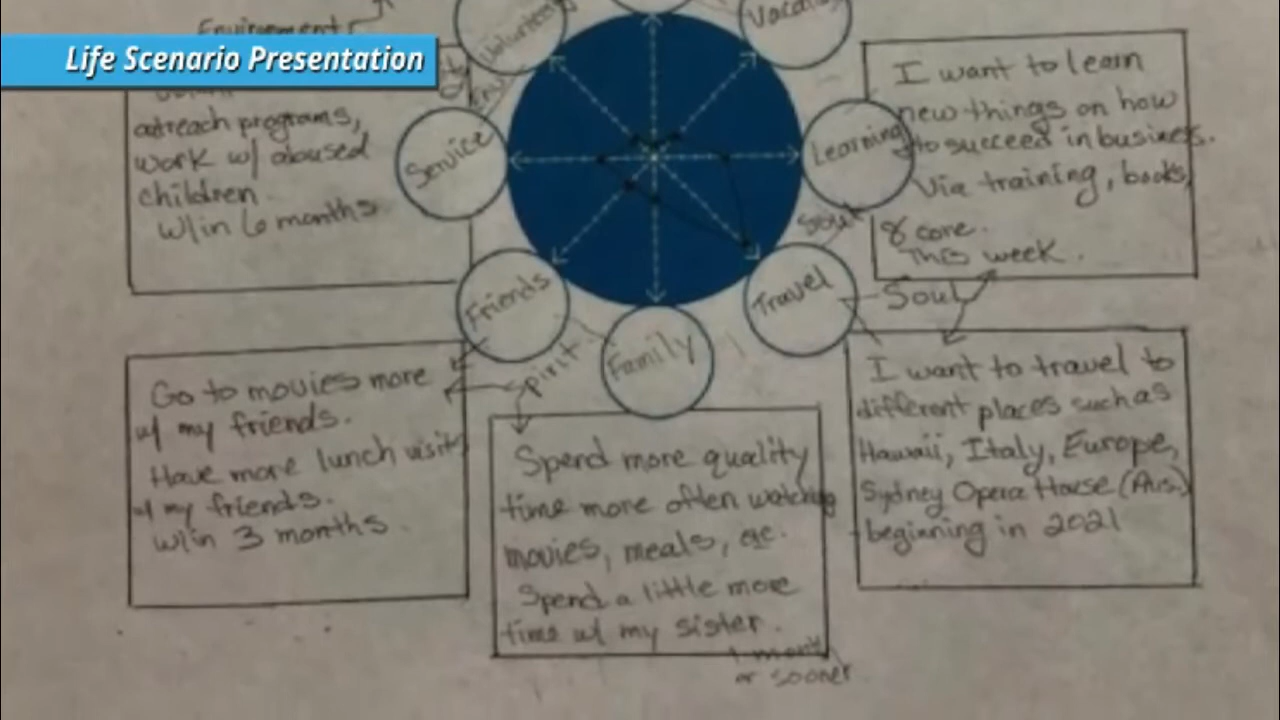 Environment
Life Scenario Presentation
Volunteering
outreach programs,
work w/ abused
children.
w/in 6 months
Service
Learning
I want to learn
new things on how
to succeed in business.
Via training, books,
& core.
This week.
Soul
Friends
Family
Travel
Soul
Go to movies more
w/ my friends.
Have more lunch visits
w/ my friends.
w/in 3 months
Spirit
Spend more quality
time more often watching
movies, meals, etc.
Spend a little more
time w/ my sister.
1 month
or sooner
I want to travel to
different places such as
Hawaii, Italy, Europe,
Sydney Opera House (Aus.)
beginning in 2021